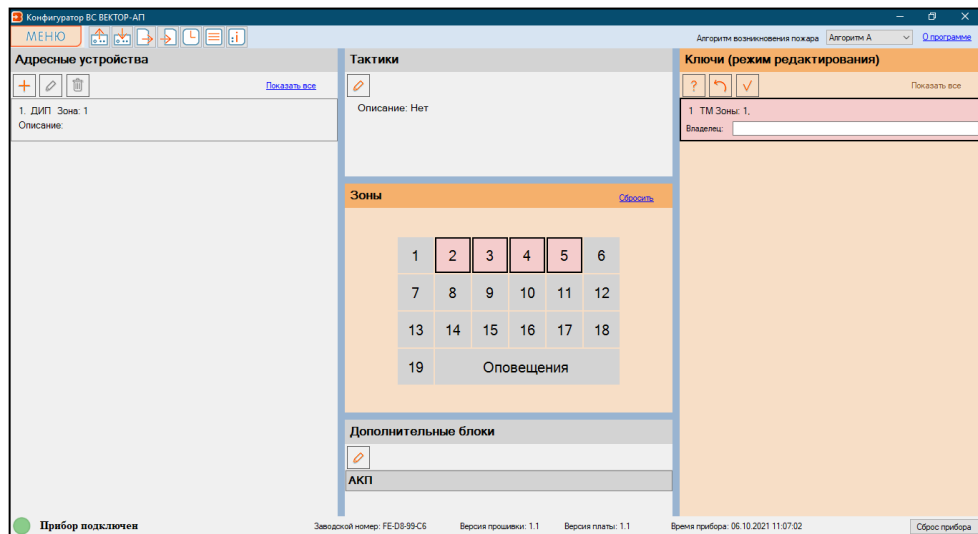 Конфигуратор ВС ВЕКТОР-АП
МЕНЮ
Алгоритм возникновения пожара Алгоритм А О программе
Адресные устройства
Показать все
1. ДИП Зона: 1
Описание:
Тактики
Описание: Нет
Зоны Сбросить
1 2 3 4 5 6
7 8 9 10 11 12
13 14 15 16 17 18
19 Оповещения
Дополнительные блоки
АКП
Ключи (режим редактирования)
? Показать все
1 ТМ Зоны: 1,
Владелец:
Прибор подключен Заводской номер: FE-D8-99-C6 Версия прошивки: 1.1 Версия платы: 1.1 Время прибора: 06.10.2021 11:07:02 Сброс прибора